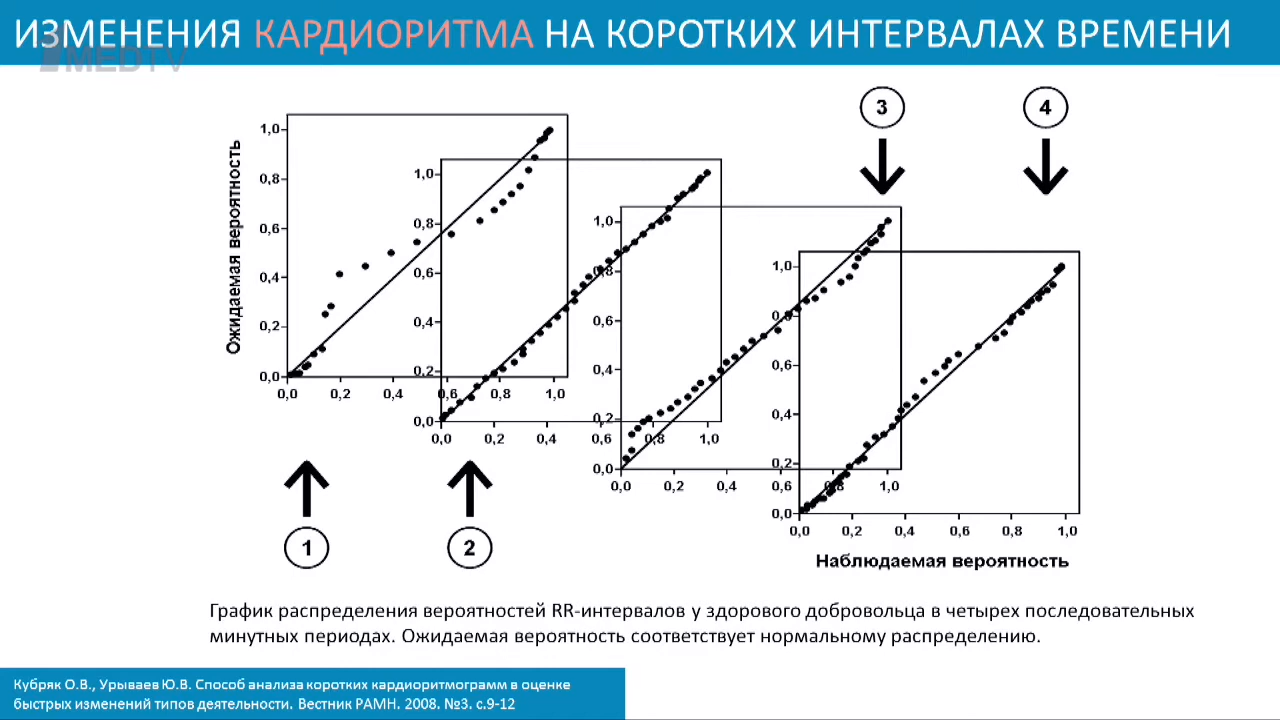 ИЗМЕНЕНИЯ КАРДИОРИТМА НА КОРОТКИХ ИНТЕРВАЛАХ ВРЕМЕНИ
MEDTV
3
4
Ожидаемая вероятность
1,0
0,8
0,6
0,4
0,2
0,0
0,0 0,2 0,4 0,6 0,8 1,0
1,0
0,8
0,6
0,4
0,2
0,0
0,0 0,2 0,4 0,6 0,8 1,0
1,0
0,8
0,6
0,4
0,2
0,0
0,0 0,2 0,4 0,6 0,8 1,0
1,0
0,8
0,6
0,4
0,2
0,0
0,0 0,2 0,4 0,6 0,8 1,0
1
2
Наблюдаемая вероятность
График распределения вероятностей RR-интервалов у здорового добровольца в четырех последовательных
минутных периодах. Ожидаемая вероятность соответствует нормальному распределению.
Кубряк О.В., Урываев Ю.В. Способ анализа коротких кардиоритмограмм в оценке
быстрых изменений типов деятельности. Вестник РАМН. 2008. №3. с.9-12